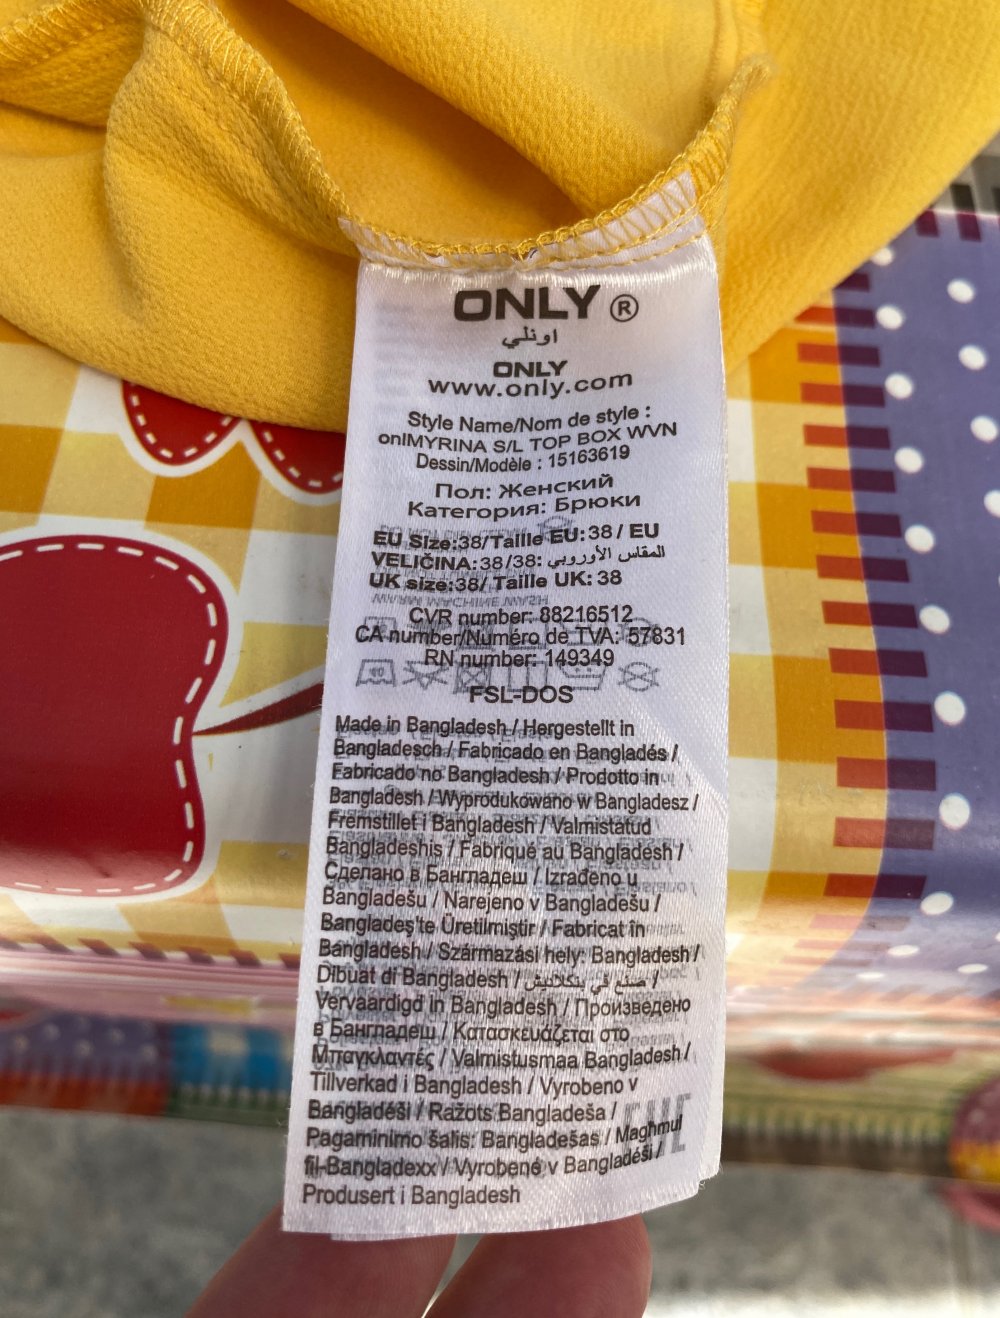 ONLY ®
اونلي
ONLY
www.only.com
Style Name/Nom de style :
onlMYRINA S/L TOP BOX WVN
Dessin/Modèle : 15163619
Пол: Женский
Категория: Брюки
EU Size:38/Taille EU:38 / EU
VELIČINA:38/38: المقاس الأوروبي
UK size:38/ Taille UK: 38
CVR number: 88216512
CA number/Numéro de TVA: 57831
RN number: 149349
FSL-DOS
Made in Bangladesh / Hergestellt in
Bangladesch / Fabricado en Bangladés /
Fabricado no Bangladesh / Prodotto in
Bangladesh / Wyprodukowano w Bangladesz /
Fremstillet i Bangladesh / Valmistatud
Bangladeshis / Fabriqué au Bangladesh /
Сделано в Бангладеш / Izrađeno u
Bangladešu / Narejeno v Bangladešu /
Bangladeş'te Üretilmiştir / Fabricat în
Bangladesh / Származási hely: Bangladesh /
Dibuat di Bangladesh / صنع في بنكلاديش /
Vervaardigd in Bangladesh / Произведено
в Бангладеш / Κατασκευάζεται στο
Μπαγκλαντές / Valmistusmaa Bangladesh /
Tillverkad i Bangladesh / Vyrobeno v
Bangladéši / Ražots Bangladeša /
Pagaminimo šalis: Bangladešas / Magħmul
fil-Bangladexx / Vyrobené v Bangladéši /
Produsert i Bangladesh